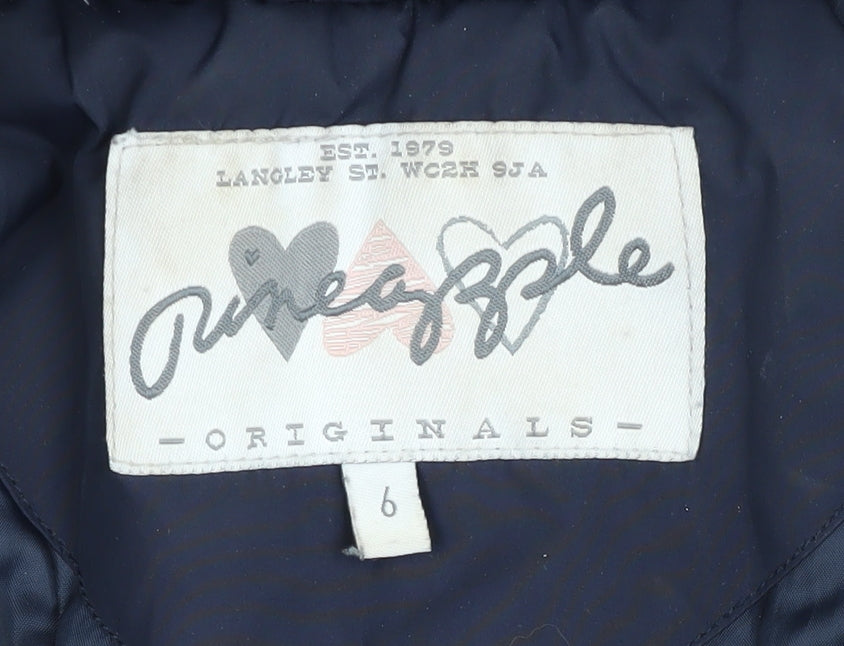 EST. 1979
LANGLEY ST. WC2H 9JA
Pineapple
- ORIGINALS -
6